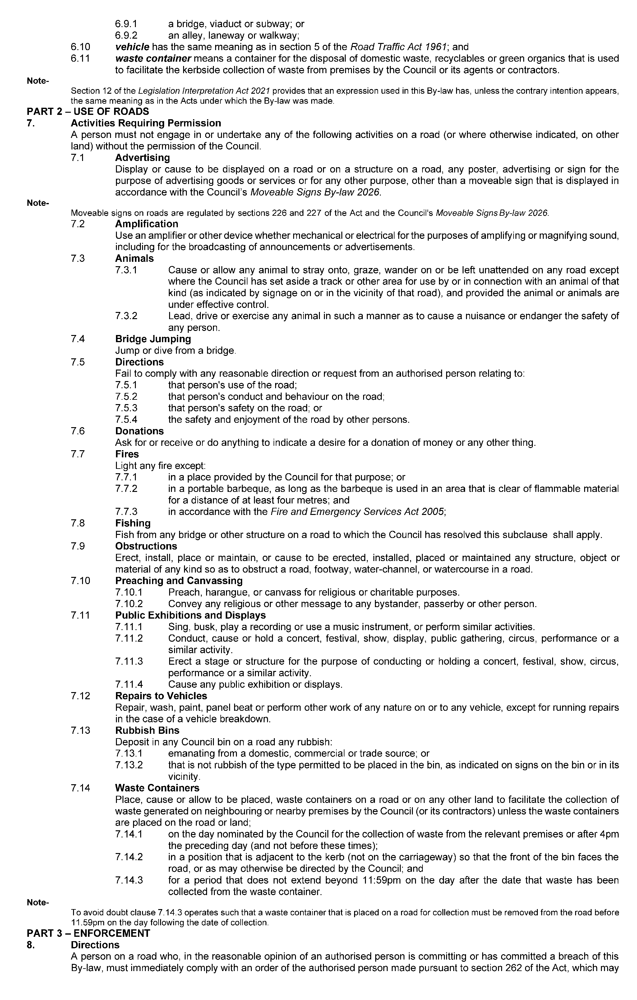 6.9.1 a bridge, viaduct or subway; or
6.9.2 an alley, laneway or walkway;
6.10 vehicle has the same meaning as in section 5 of the Road Traffic Act 1961; and
6.11 waste container means a container for the disposal of domestic waste, recyclables or green organics that is used
to facilitate the kerbside collection of waste from premises by the Council or its agents or contractors.
Note-
Section 12 of the Legislation Interpretation Act 2021 provides that an expression used in this By-law has, unless the contrary intention appears,
the same meaning as in the Acts under which the By-law was made.
PART 2 – USE OF ROADS
7. Activities Requiring Permission
A person must not engage in or undertake any of the following activities on a road (or where otherwise indicated, on other
land) without the permission of the Council.
7.1 Advertising
Display or cause to be displayed on a road or on a structure on a road, any poster, advertising or sign for the
purpose of advertising goods or services or for any other purpose, other than a moveable sign that is displayed in
accordance with the Council's Moveable Signs By-law 2026.
Note-
Moveable signs on roads are regulated by sections 226 and 227 of the Act and the Council's Moveable Signs By-law 2026.
7.2 Amplification
Use an amplifier or other device whether mechanical or electrical for the purposes of amplifying or magnifying sound,
including for the broadcasting of announcements or advertisements.
7.3 Animals
7.3.1 Cause or allow any animal to stray onto, graze, wander on or be left unattended on any road except
where the Council has set aside a track or other area for use by or in connection with an animal of that
kind (as indicated by signage on or in the vicinity of that road), and provided the animal or animals are
under effective control.
7.3.2 Lead, drive or exercise any animal in such a manner as to cause a nuisance or endanger the safety of
any person.
7.4 Bridge Jumping
Jump or dive from a bridge.
7.5 Directions
Fail to comply with any reasonable direction or request from an authorised person relating to:
7.5.1 that person's use of the road;
7.5.2 that person's conduct and behaviour on the road;
7.5.3 that person's safety on the road; or
7.5.4 the safety and enjoyment of the road by other persons.
7.6 Donations
Ask for or receive or do anything to indicate a desire for a donation of money or any other thing.
7.7 Fires
Light any fire except:
7.7.1 in a place provided by the Council for that purpose; or
7.7.2 in a portable barbeque, as long as the barbeque is used in an area that is clear of flammable material
for a distance of at least four metres; and
7.7.3 in accordance with the Fire and Emergency Services Act 2005;
7.8 Fishing
Fish from any bridge or other structure on a road to which the Council has resolved this subclause shall apply.
7.9 Obstructions
Erect, install, place or maintain, or cause to be erected, installed, placed or maintained any structure, object or
material of any kind so as to obstruct a road, footway, water-channel, or watercourse in a road.
7.10 Preaching and Canvassing
7.10.1 Preach, harangue, or canvass for religious or charitable purposes.
7.10.2 Convey any religious or other message to any bystander, passerby or other person.
7.11 Public Exhibitions and Displays
7.11.1 Sing, busk, play a recording or use a music instrument, or perform similar activities.
7.11.2 Conduct, cause or hold a concert, festival, show, display, public gathering, circus, performance or a
similar activity.
7.11.3 Erect a stage or structure for the purpose of conducting or holding a concert, festival, show, circus,
performance or a similar activity.
7.11.4 Cause any public exhibition or displays.
7.12 Repairs to Vehicles
Repair, wash, paint, panel beat or perform other work of any nature on or to any vehicle, except for running repairs
in the case of a vehicle breakdown.
7.13 Rubbish Bins
Deposit in any Council bin on a road any rubbish:
7.13.1 emanating from a domestic, commercial or trade source; or
7.13.2 that is not rubbish of the type permitted to be placed in the bin, as indicated on signs on the bin or in its
vicinity.
7.14 Waste Containers
Place, cause or allow to be placed, waste containers on a road or on any other land to facilitate the collection of
waste generated on neighbouring or nearby premises by the Council (or its contractors) unless the waste containers
are placed on the road or land;
7.14.1 on the day nominated by the Council for the collection of waste from the relevant premises or after 4pm
the preceding day (and not before these times);
7.14.2 in a position that is adjacent to the kerb (not on the carriageway) so that the front of the bin faces the
road, or as may otherwise be directed by the Council; and
7.14.3 for a period that does not extend beyond 11:59pm on the day after the date that waste has been
collected from the waste container.
Note-
To avoid doubt clause 7.14.3 operates such that a waste container that is placed on a road for collection must be removed from the road before
11.59pm on the day following the date of collection.
PART 3 – ENFORCEMENT
8. Directions
A person on a road who, in the reasonable opinion of an authorised person is committing or has committed a breach of this
By-law, must immediately comply with an order of the authorised person made pursuant to section 262 of the Act, which may